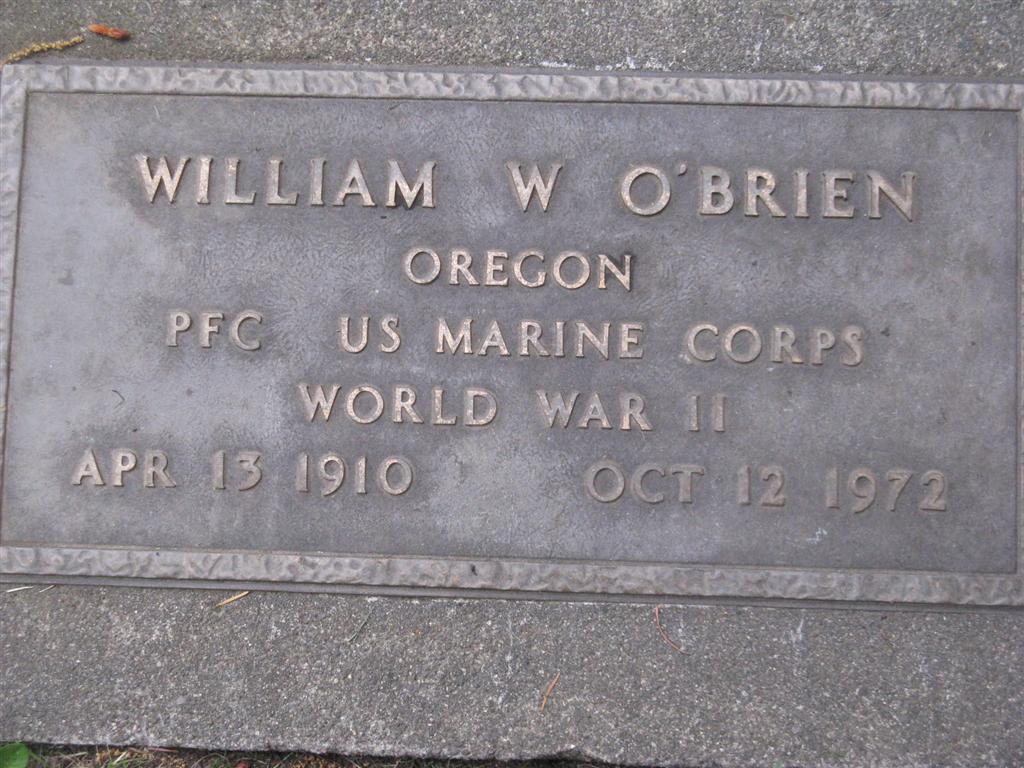 WILLIAM W O'BRIEN
OREGON
PFC US MARINE CORPS
WORLD WAR II
APR 13 1910 OCT 12 1972